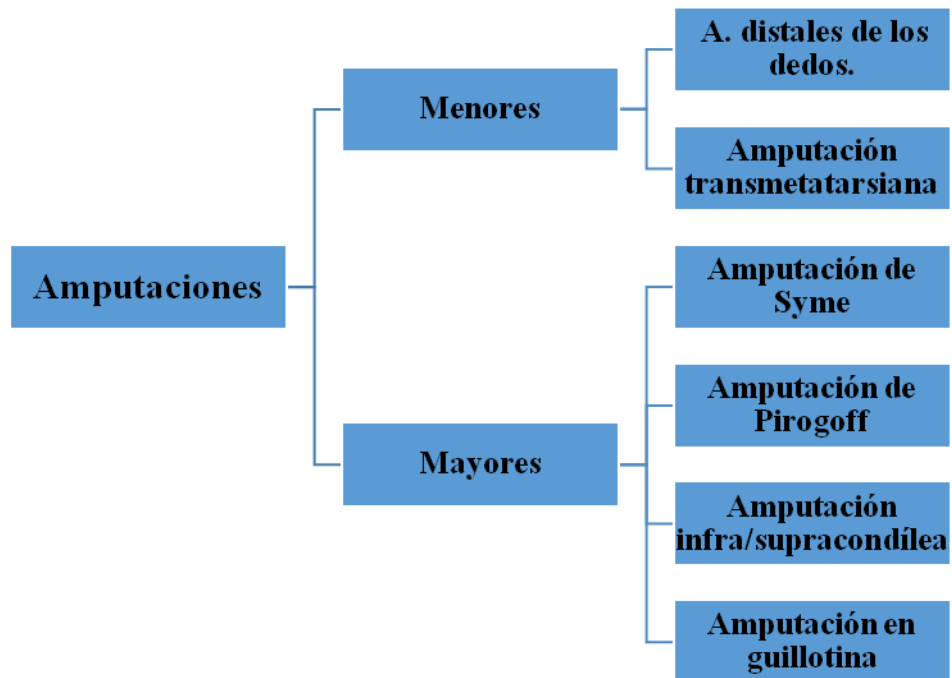 Amputaciones
Menores
A. distales de los
dedos.
Amputación
transmetatarsiana
Mayores
Amputación de
Syme
Amputación de
Pirogoff
Amputación
infra/supracondílea
Amputación en
guillotina